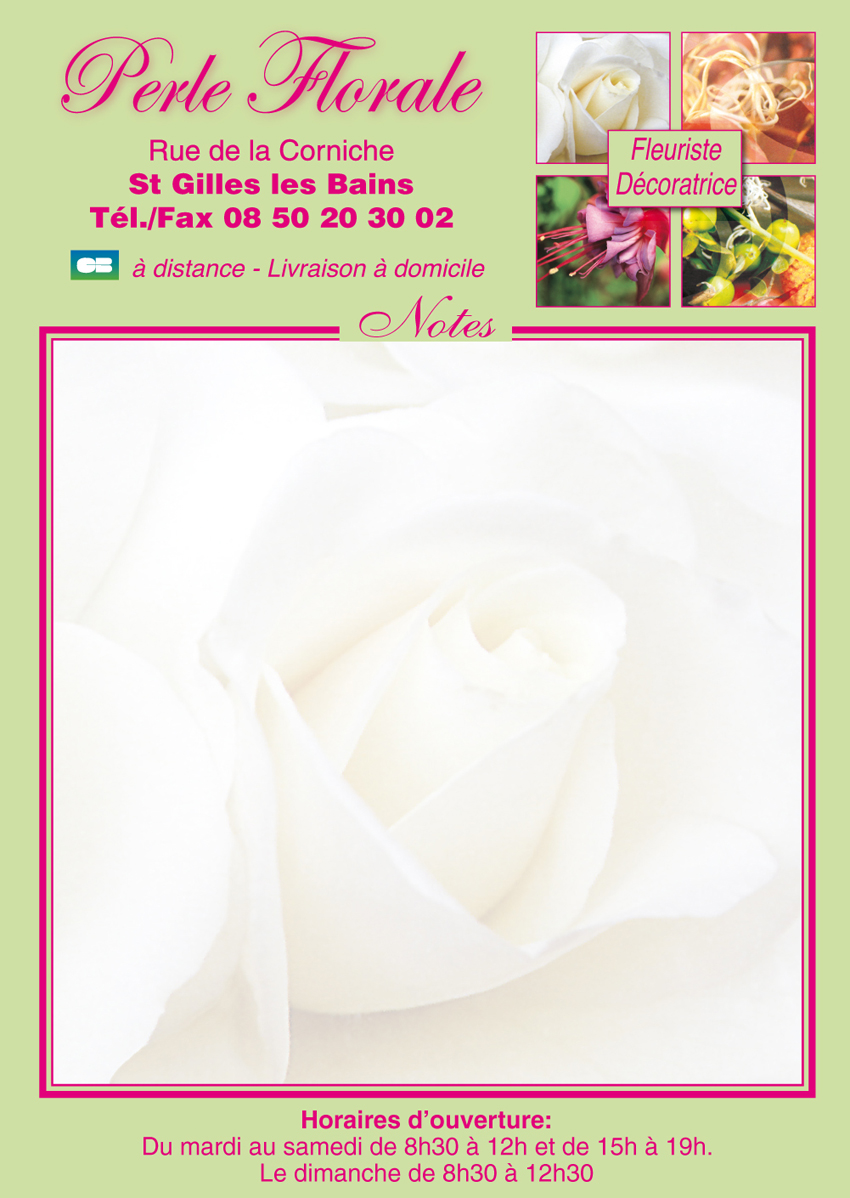 Perle Florale
Rue de la Corniche
St Gilles les Bains
Tél./Fax 08 50 20 30 02
CB à distance - Livraison à domicile
Fleuriste
Décoratrice
Notes
Horaires d’ouverture:
Du mardi au samedi de 8h30 à 12h et de 15h à 19h.
Le dimanche de 8h30 à 12h30